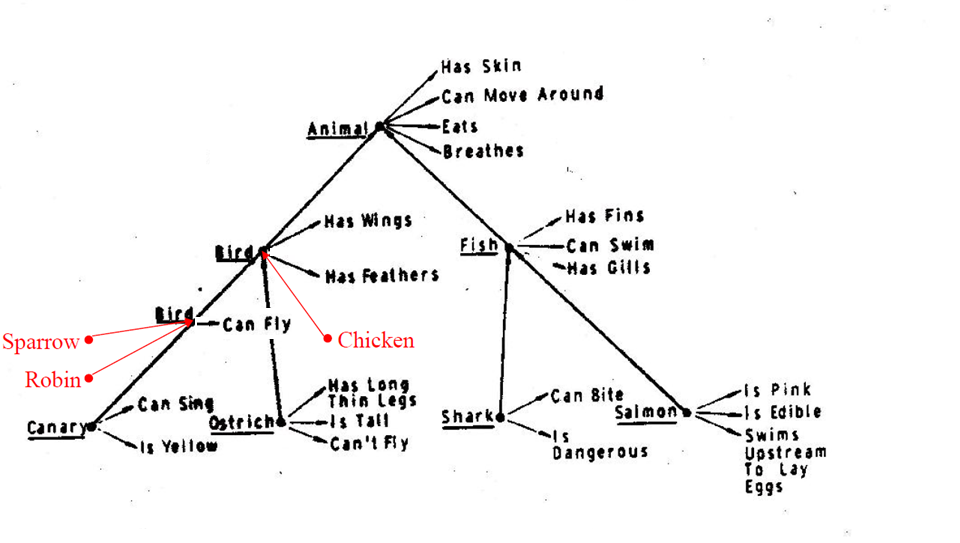 Has Skin
Can Move Around
Animal
Eats
Breathes
Has Wings
Bird
Has Feathers
Has Fins
Fish
Can Swim
Has Gills
Bird
Can Fly
Sparrow
Robin
Chicken
Can Sing
Canary
Is Yellow
Has Long
Thin Legs
Ostrich
Is Tall
Can't Fly
Can Bite
Shark
Is
Dangerous
Is Pink
Salmon
Is Edible
Swims
Upstream
To Lay
Eggs